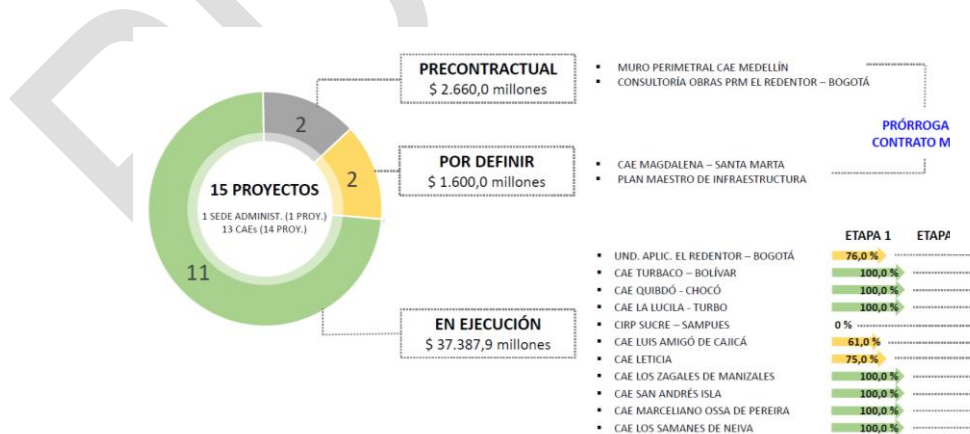 PRECONTRACTUAL
$ 2.660,0 millones
▪ MURO PERIMETRAL CAE MEDELLÍN
▪ CONSULTORÍA OBRAS PRM EL REDENTOR – BOGOTÁ
PRÓRROGA
CONTRATO M
2
2
11
15 PROYECTOS
1 SEDE ADMINIST. (1 PROY.)
13 CAEs (14 PROY.)
POR DEFINIR
$ 1.600,0 millones
▪ CAE MAGDALENA – SANTA MARTA
▪ PLAN MAESTRO DE INFRAESTRUCTURA
EN EJECUCIÓN
$ 37.387,9 millones
ETAPA 1 ETAPA
▪ UND. APLIC. EL REDENTOR – BOGOTÁ 76,0 %
▪ CAE TURBACO – BOLÍVAR 100,0 %
▪ CAE QUIBDÓ - CHOCÓ 100,0 %
▪ CAE LA LUCILA - TURBO 100,0 %
▪ CIRP SUCRE – SAMPUES 0 %
▪ CAE LUIS AMIGÓ DE CAJICÁ 61,0 %
▪ CAE LETICIA 75,0 %
▪ CAE LOS ZAGALES DE MANIZALES 100,0 %
▪ CAE SAN ANDRÉS ISLA 100,0 %
▪ CAE MARCELIANO OSSA DE PEREIRA 100,0 %
▪ CAE LOS SAMANES DE NEIVA 100,0 %